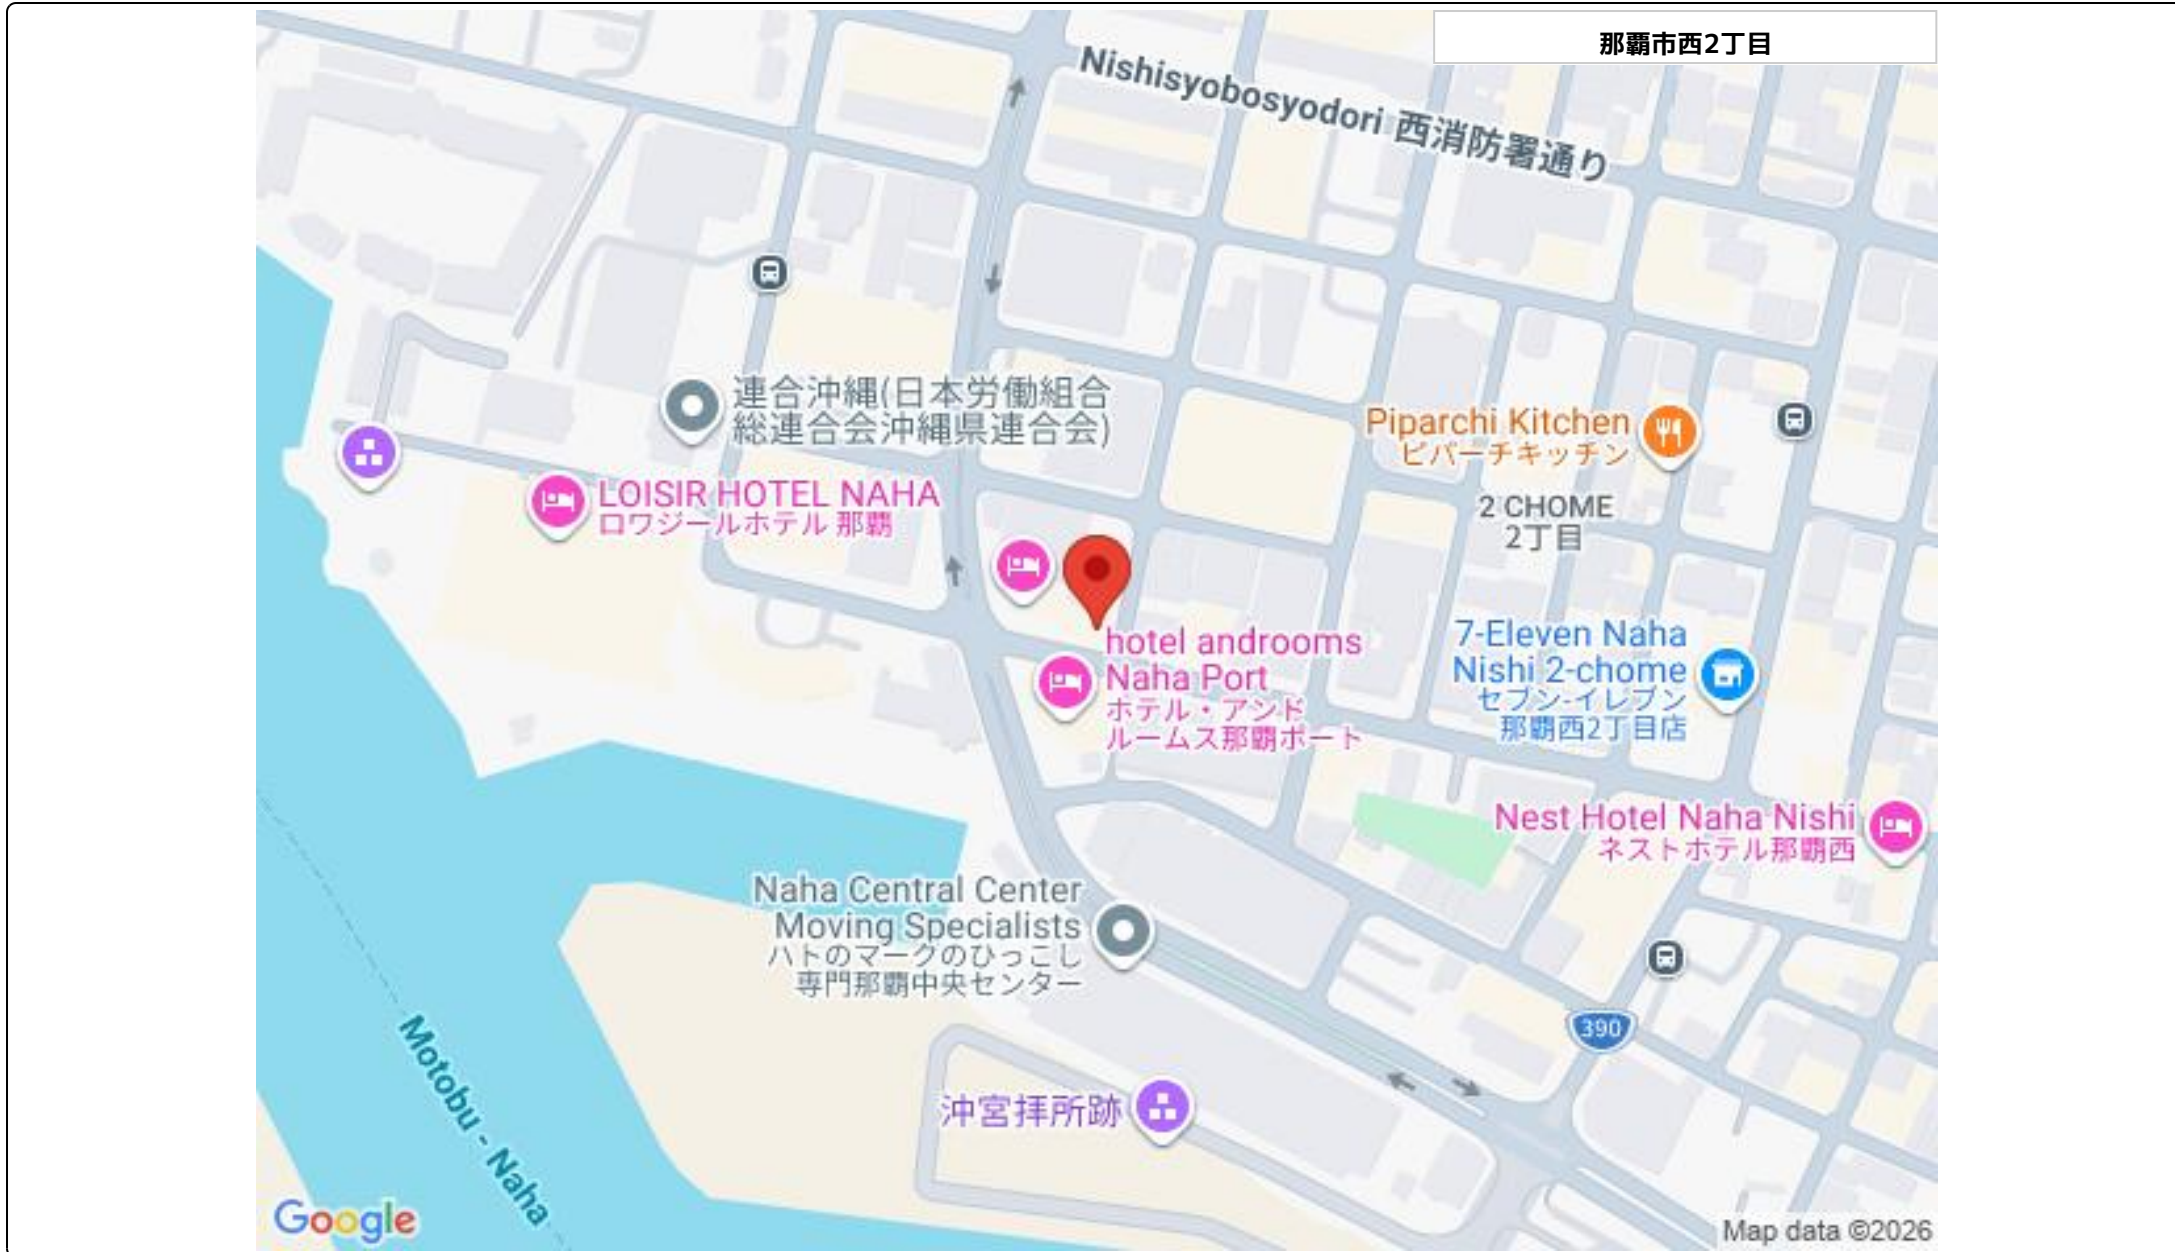 那覇市西2丁目
Nishisyobosyodori 西消防署通り
連合沖縄(日本労働組合
総連合会沖縄県連合会)
Piparchi Kitchen
ピパーチキッチン
LOISIR HOTEL NAHA
ロワジールホテル 那覇
2 CHOME
2丁目
hotel androoms
Naha Port
ホテル・アンド
ルームス那覇ポート
7-Eleven Naha
Nishi 2-chome
セブン-イレブン
那覇西2丁目店
Nest Hotel Naha Nishi
ネストホテル那覇西
Naha Central Center
Moving Specialists
ハトのマークのひっこし
専門那覇中央センター
390
沖宮拝所跡
Motobu - Naha
Google
Map data ©2026